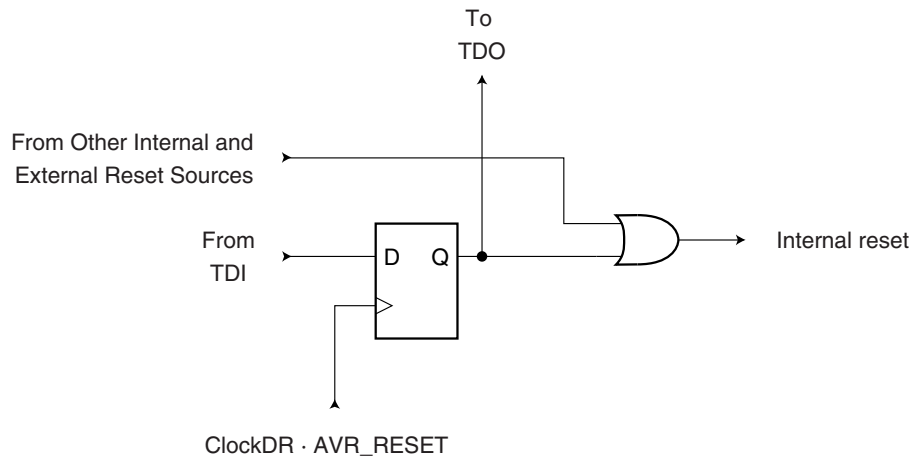 To
TDO
From Other Internal and
External Reset Sources
From
TDI
D Q
Internal reset
ClockDR · AVR_RESET